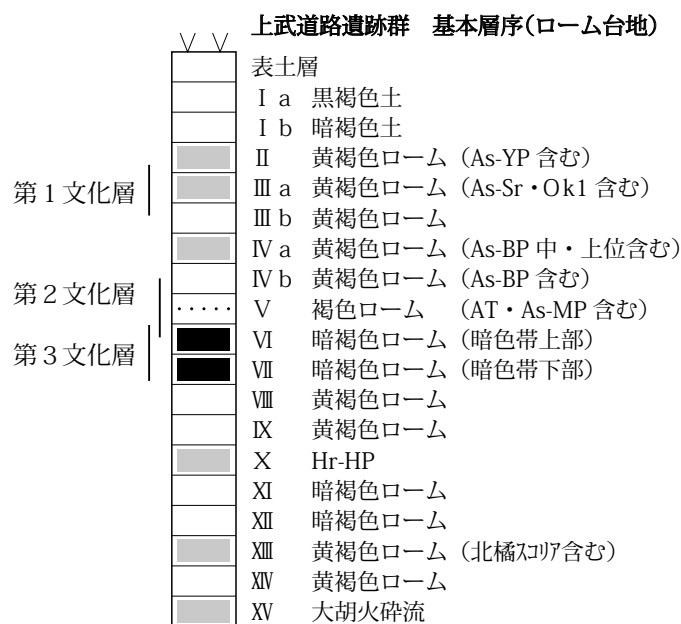 上武道路遺跡群　基本層序（ローム台地）
表土層
Ⅰa　黒褐色土
Ⅰb　暗褐色土
Ⅱ　黄褐色ローム（As-YP 含む）
Ⅲa　黄褐色ローム（As-Sr・Ok1 含む）
第1文化層
Ⅲb　黄褐色ローム
Ⅳa　黄褐色ローム（As-BP 中・上位含む）
Ⅳb　黄褐色ローム（As-BP 含む）
第2文化層
Ⅴ　褐色ローム　（AT・As-MP 含む）
Ⅵ　暗褐色ローム（暗色帯上部）
第3文化層
Ⅶ　暗褐色ローム（暗色帯下部）
Ⅷ　黄褐色ローム
Ⅸ　黄褐色ローム
Ⅹ　Hr-HP
Ⅺ　暗褐色ローム
Ⅻ　暗褐色ローム
XIII　黄褐色ローム（北橘スコリア含む）
XIV　黄褐色ローム
XV　大胡火砕流